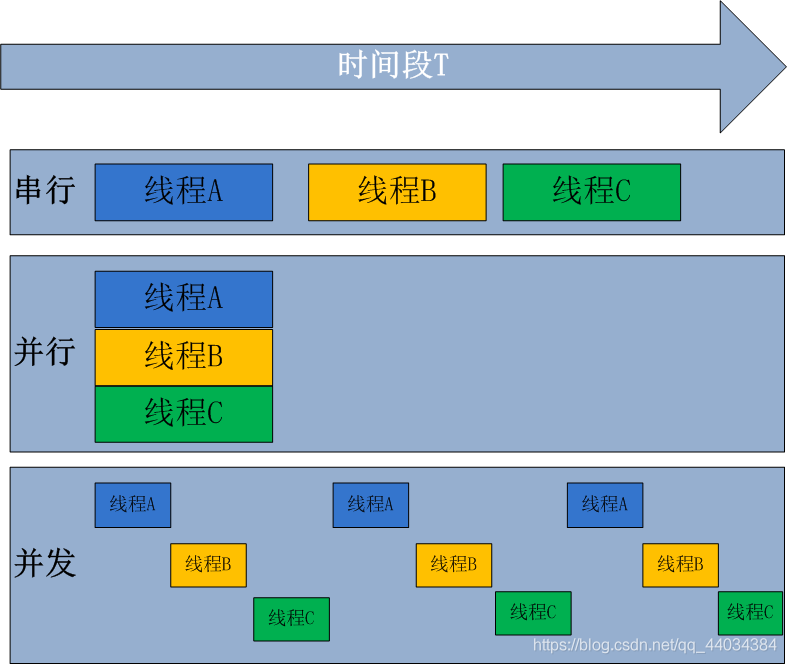 时间段T
串行 线程A 线程B 线程C
线程A
并行 线程B
线程C
线程A 线程A 线程A
并发 线程B 线程B 线程B
线程C 线程C 线程C
https://blog.csdn.net/qq_44034384